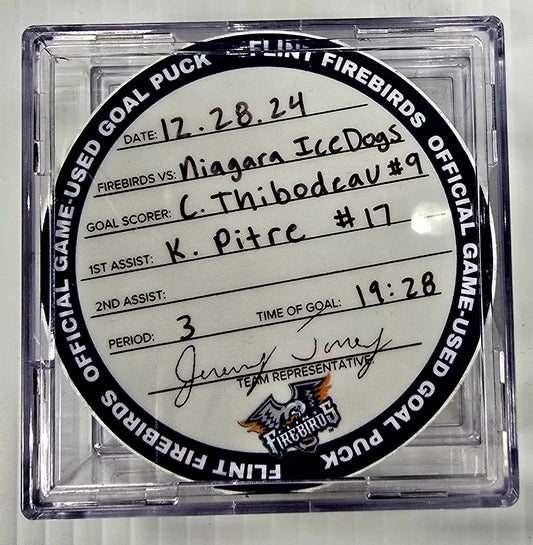 FLINT FIREBIRDS OFFICIAL GAME-USED GOAL PUCK
FLINT FIREBIRDS OFFICIAL GAME-USED GOAL PUCK
DATE: 12.28.24
FIREBIRDS VS: Niagara IceDogs
GOAL SCORER: C. Thibodeau #9
1ST ASSIST: K. Pitre #17
2ND ASSIST:
PERIOD: 3 TIME OF GOAL: 19:28
TEAM REPRESENTATIVE
FIREBIRDS